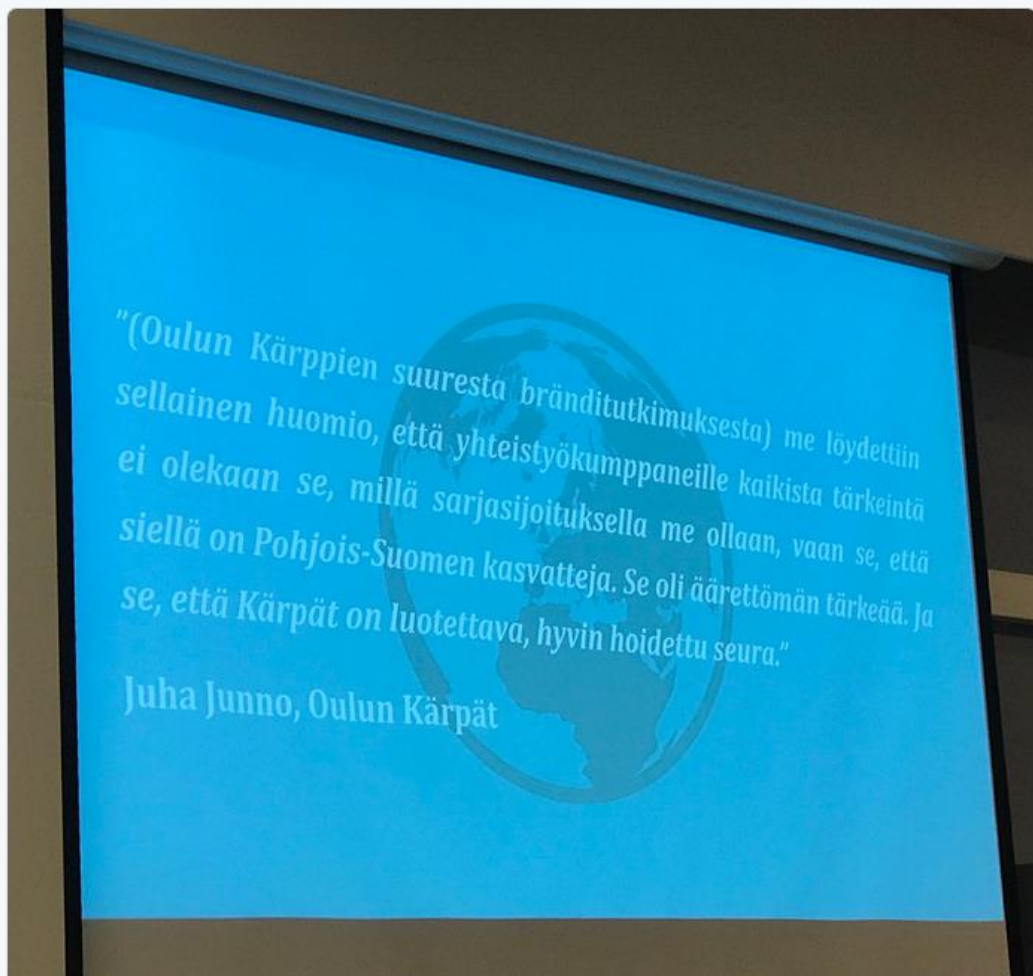 "(Oulun Kärppien suuresta bränditutkimuksesta) me löydettiin
sellainen huomio, että yhteistyökumppaneille kaikista tärkeintä
ei olekaan se, millä sarjasijoituksella me ollaan, vaan se, että
siellä on Pohjois-Suomen kasvatteja. Se oli äärettömän tärkeää. Ja
se, että Kärpät on luotettava, hyvin hoidettu seura."
Juha Junno, Oulun Kärpät